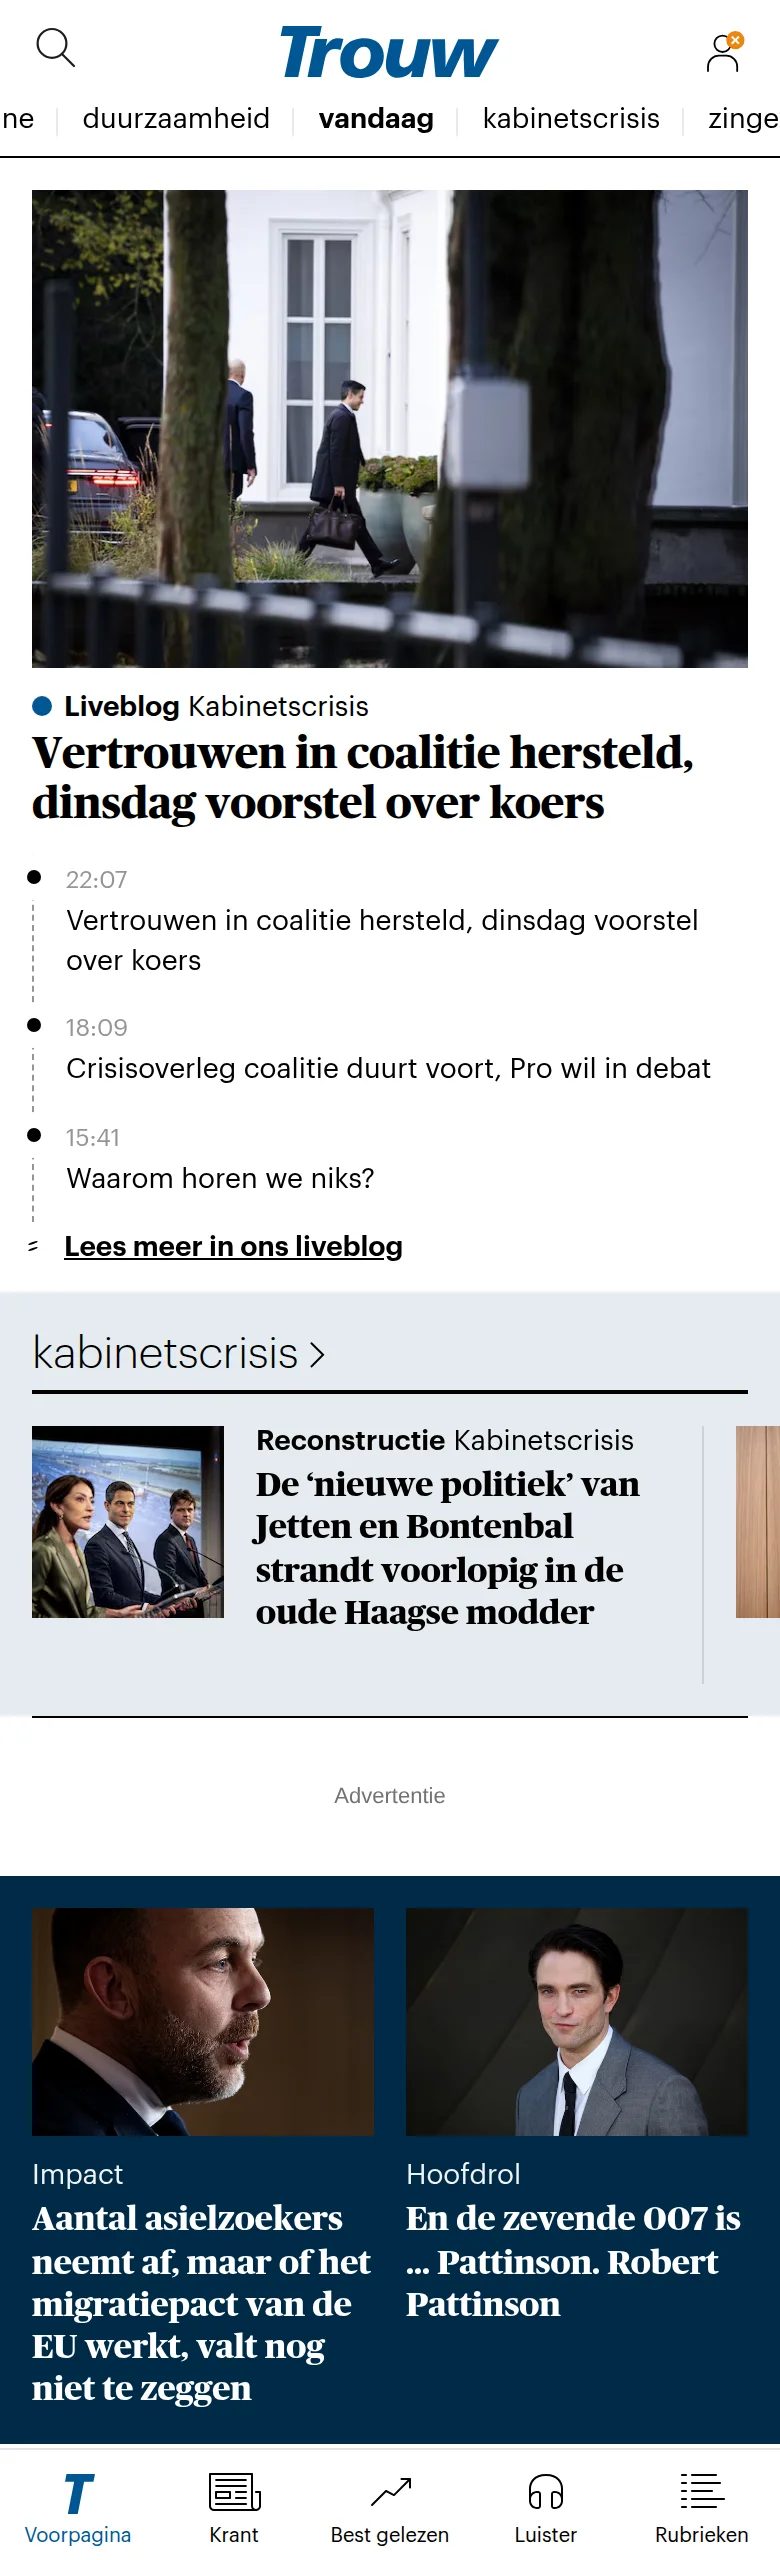 Trouw
ne duurzaamheid vandaag kabinetscrisis zinge
Liveblog Kabinetscrisis
Vertrouwen in coalitie hersteld,
dinsdag voorstel over koers
22:07
Vertrouwen in coalitie hersteld, dinsdag voorstel
over koers
18:09
Crisisoverleg coalitie duurt voort, Pro wil in debat
15:41
Waarom horen we niks?
Lees meer in ons liveblog
kabinetscrisis
Reconstructie Kabinetscrisis
De ‘nieuwe politiek’ van
Jetten en Bontenbal
strandt voorlopig in de
oude Haagse modder
Advertentie
Impact
Aantal asielzoekers
neemt af, maar of het
migratiepact van de
EU werkt, valt nog
niet te zeggen
Hoofdrol
En de zevende 007 is
... Pattinson. Robert
Pattinson
T
Voorpagina Krant Best gelezen Luister Rubrieken